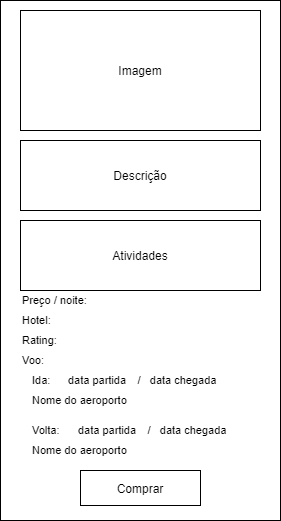 Imagem
Descrição
Atividades
Preço / noite:
Hotel:
Rating:
Voo:
Ida: data partida / data chegada
Nome do aeroporto
Volta: data partida / data chegada
Nome do aeroporto
Comprar